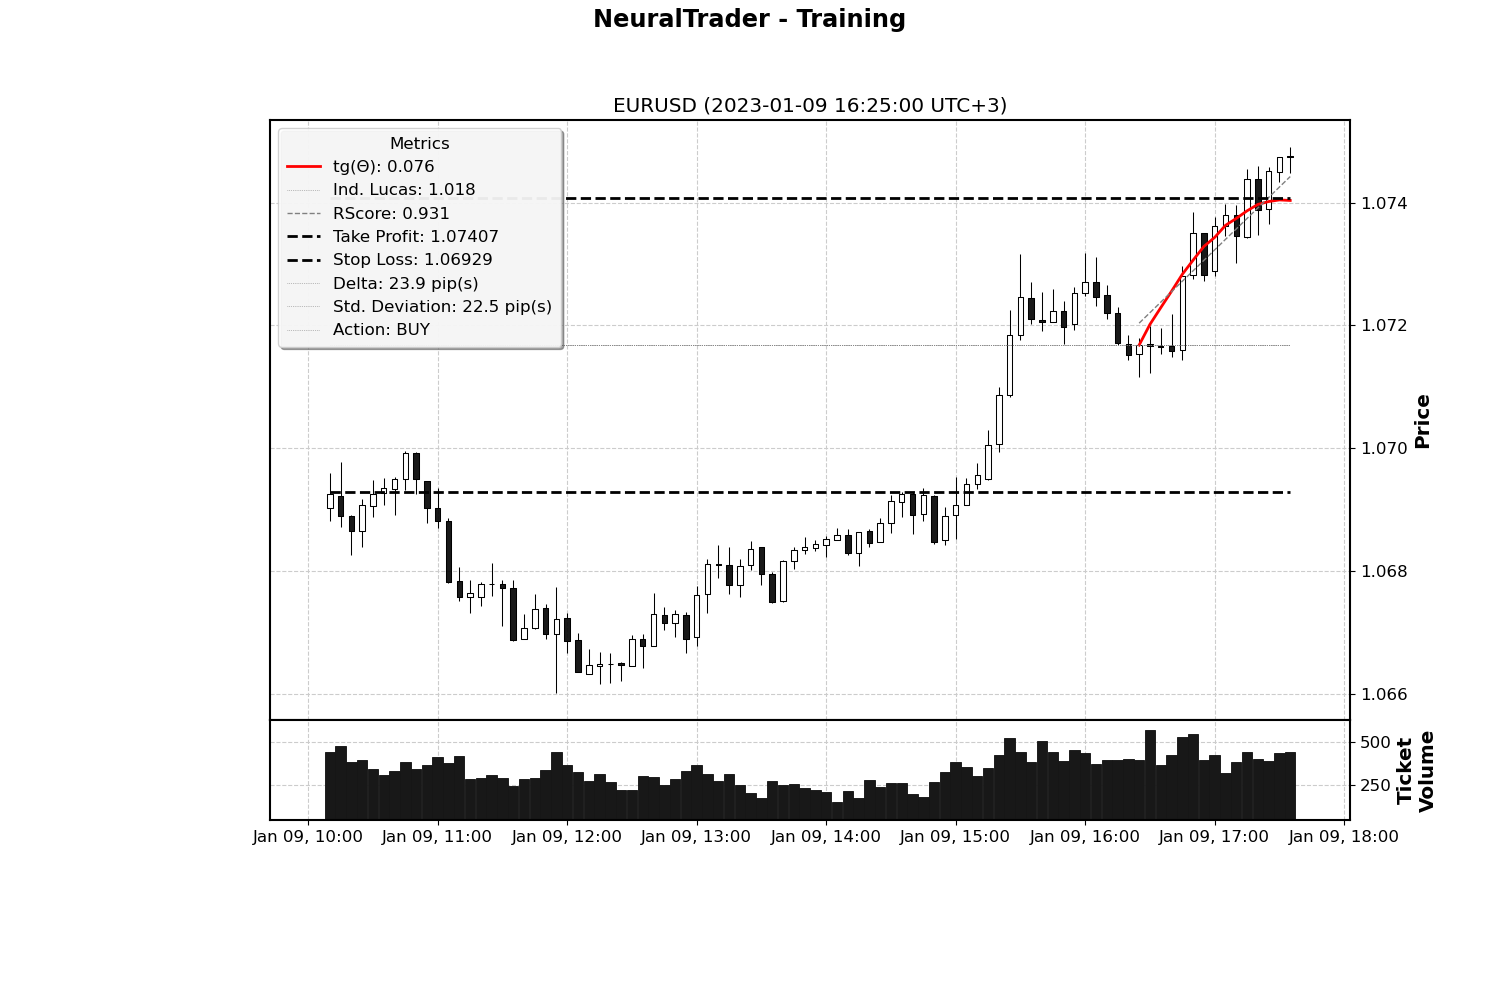 NeuralTrader - Training
EURUSD (2023-01-09 16:25:00 UTC+3)
Metrics
tg(Θ): 0.076
Ind. Lucas: 1.018
RScore: 0.931
Take Profit: 1.07407
Stop Loss: 1.06929
Delta: 23.9 pip(s)
Std. Deviation: 22.5 pip(s)
Action: BUY
1.074
1.072
1.070
1.068
1.066
Price
500
250
Ticket
Volume
Jan 09, 10:00 Jan 09, 11:00 Jan 09, 12:00 Jan 09, 13:00 Jan 09, 14:00 Jan 09, 15:00 Jan 09, 16:00 Jan 09, 17:00 Jan 09, 18:00